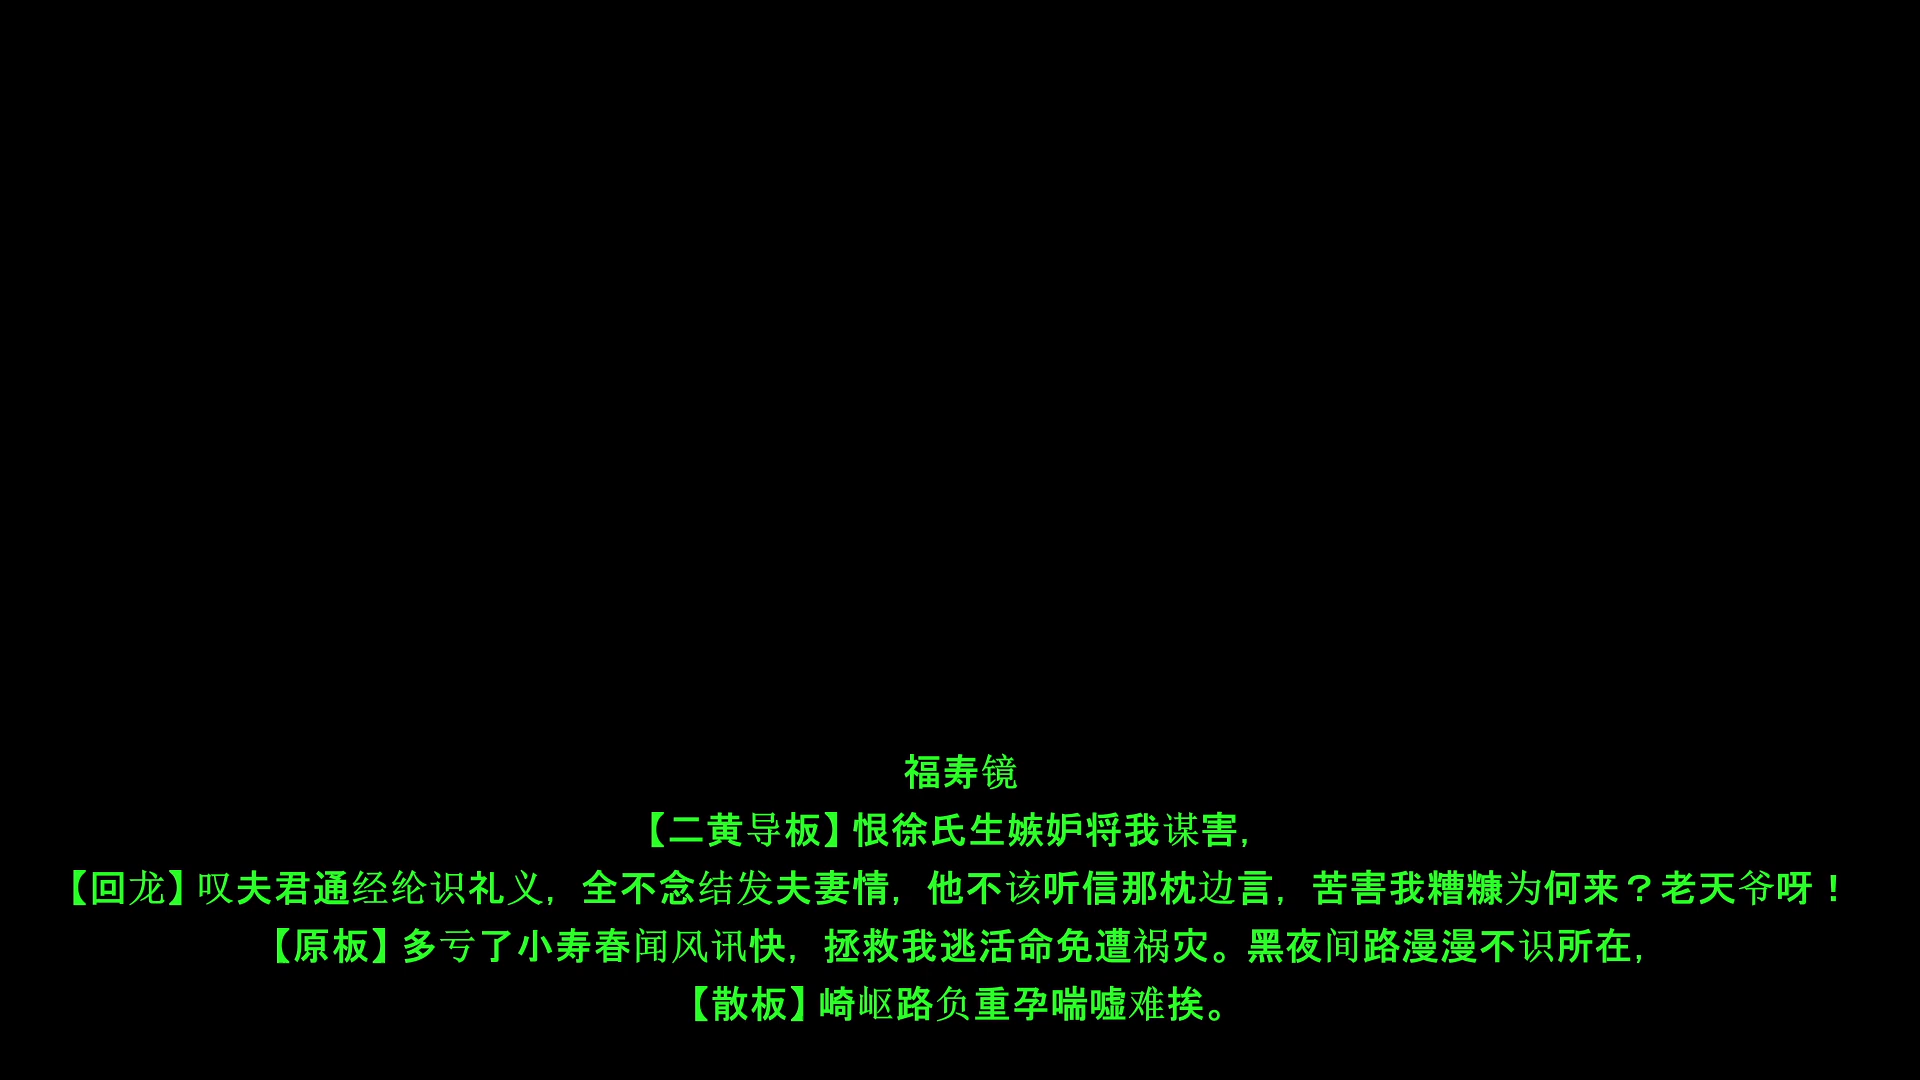 福寿镜
【二黄导板】恨徐氏生嫉妒将我谋害，
【回龙】叹夫君通经纶识礼义，全不念结发夫妻情，他不该听信那枕边言，苦害我糟糠为何来？老天爷呀！
【原板】多亏了小寿春闻风讯快，拯救我逃活命免遭祸灾。黑夜间路漫漫不识所在，
【散板】崎岖路负重孕喘嘘难挨。